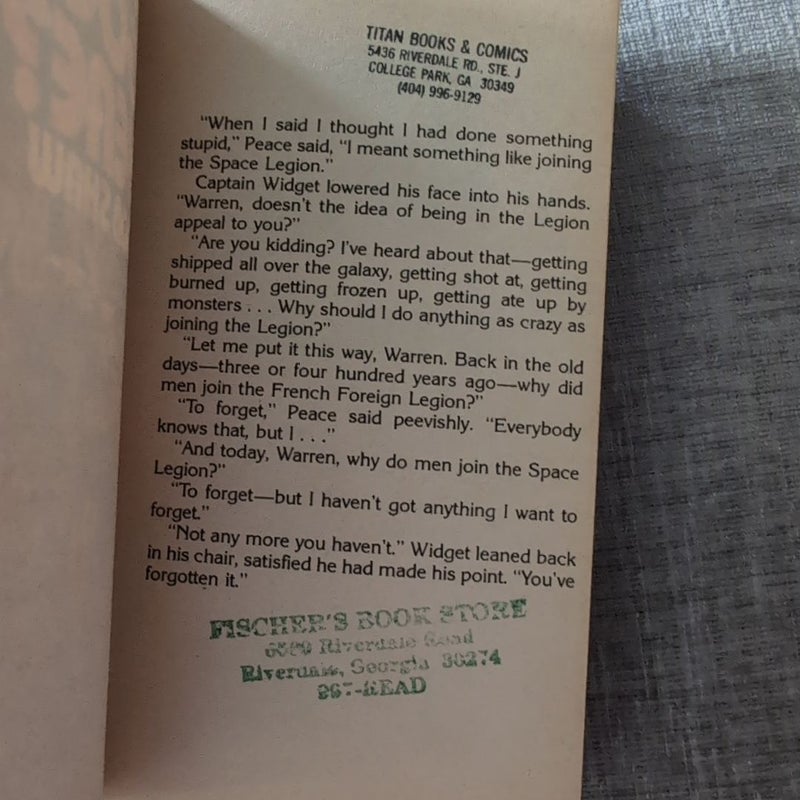 TITAN BOOKS & COMICS
5436 RIVERDALE RD., STE. J
COLLEGE PARK, GA 30349
(404) 996-9129
“When I said I thought I had done something
stupid,” Peace said, “I meant something like joining
the Space Legion.”
Captain Widget lowered his face into his hands.
“Warren, doesn’t the idea of being in the Legion
appeal to you?”
“Are you kidding? I’ve heard about that—getting
shipped all over the galaxy, getting shot at, getting
burned up, getting frozen up, getting ate up by
monsters . . . Why should I do anything as crazy as
joining the Legion?”
“Let me put it this way, Warren. Back in the old
days—three or four hundred years ago—why did
men join the French Foreign Legion?”
“To forget,” Peace said peevishly. “Everybody
knows that, but I . . .”
“And today, Warren, why do men join the Space
Legion?”
“To forget—but I haven’t got anything I want to
forget.”
“Not any more you haven’t.” Widget leaned back
in his chair, satisfied he had made his point. “You’ve
forgotten it.”
FISCHER'S BOOK STORE
Riverdale Road
Riverdale, Georgia 30274
997-READ